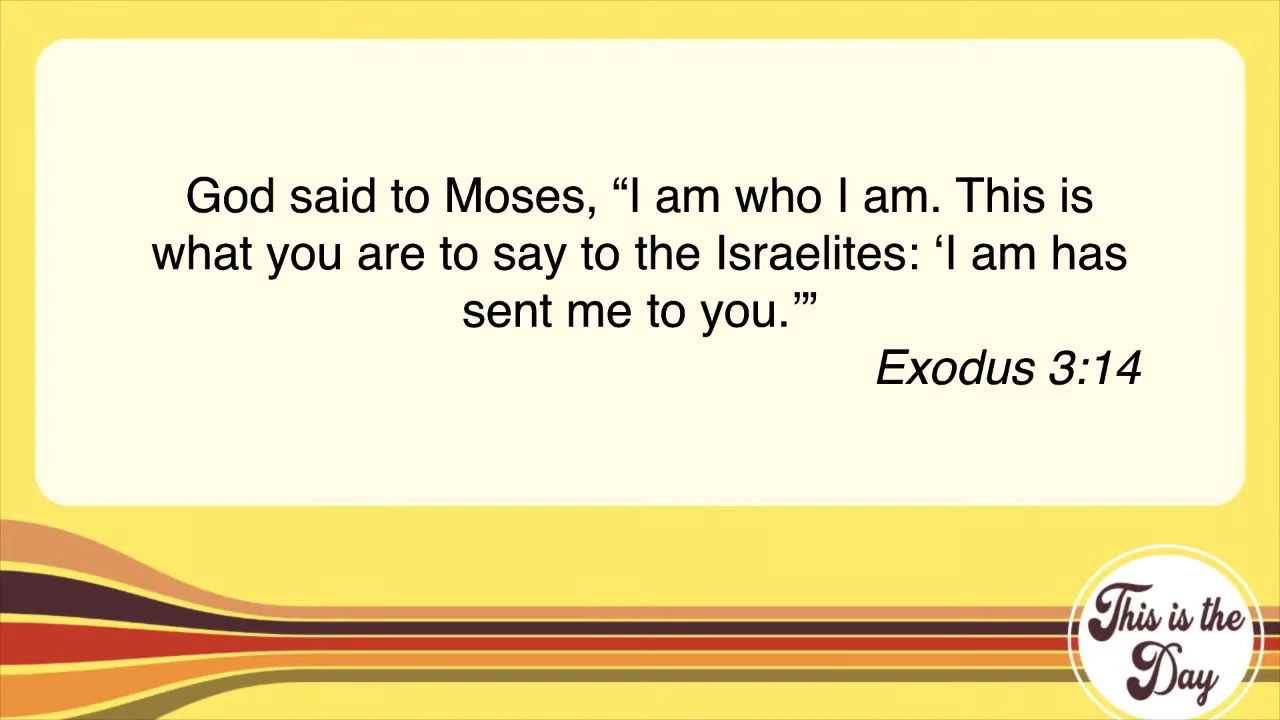 God said to Moses, “I am who I am. This is
what you are to say to the Israelites: ‘I am has
sent me to you.’”
Exodus 3:14
This is the
Day